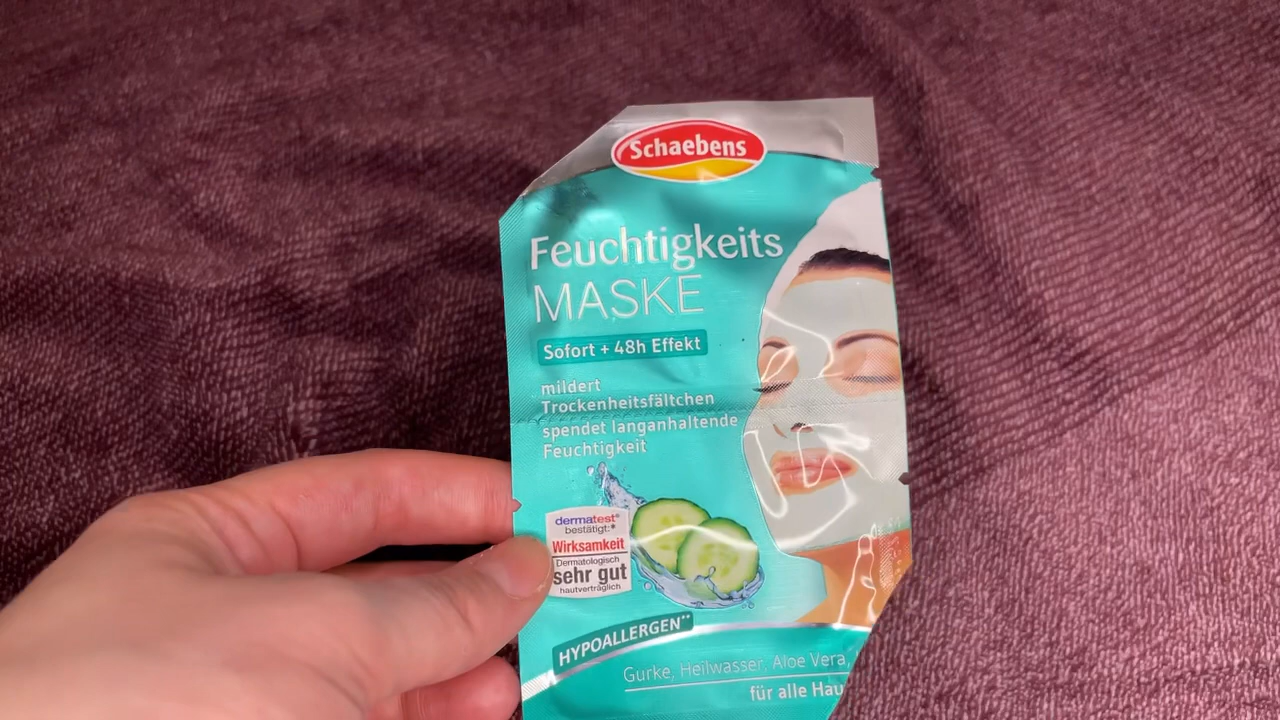 Schaebens
Feuchtigkeits
MASKE
Sofort + 48h Effekt
mildert
Trockenheitsfältchen
spendet langanhaltende
Feuchtigkeit
dermatest®
bestätigt:*
Wirksamkeit
Dermatologisch
sehr gut
hautverträglich
HYPOALLERGEN**
Gurke, Heilwasser, Aloe Vera,
für alle Hau